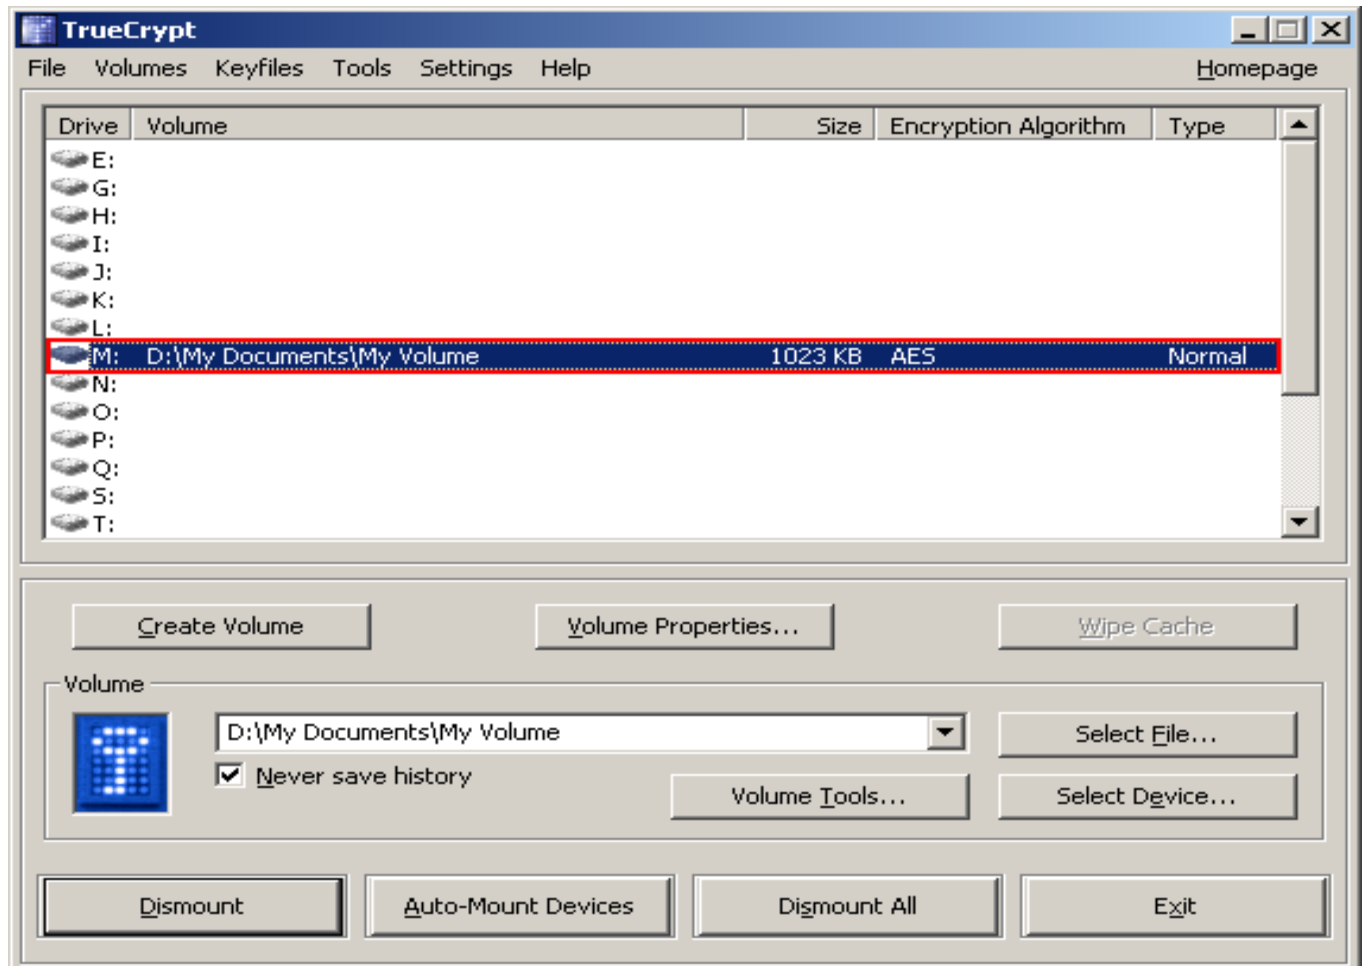 TrueCrypt
File Volumes Keyfiles Tools Settings Help Homepage
Drive Volume Size Encryption Algorithm Type
E:
G:
H:
I:
J:
K:
L:
M: D:\My Documents\My Volume 1023 KB AES Normal
N:
O:
P:
Q:
S:
T:
Create Volume Volume Properties... Wipe Cache
Volume
D:\My Documents\My Volume Select File...
Never save history
Volume Tools... Select Device...
Dismount Auto-Mount Devices Dismount All Exit